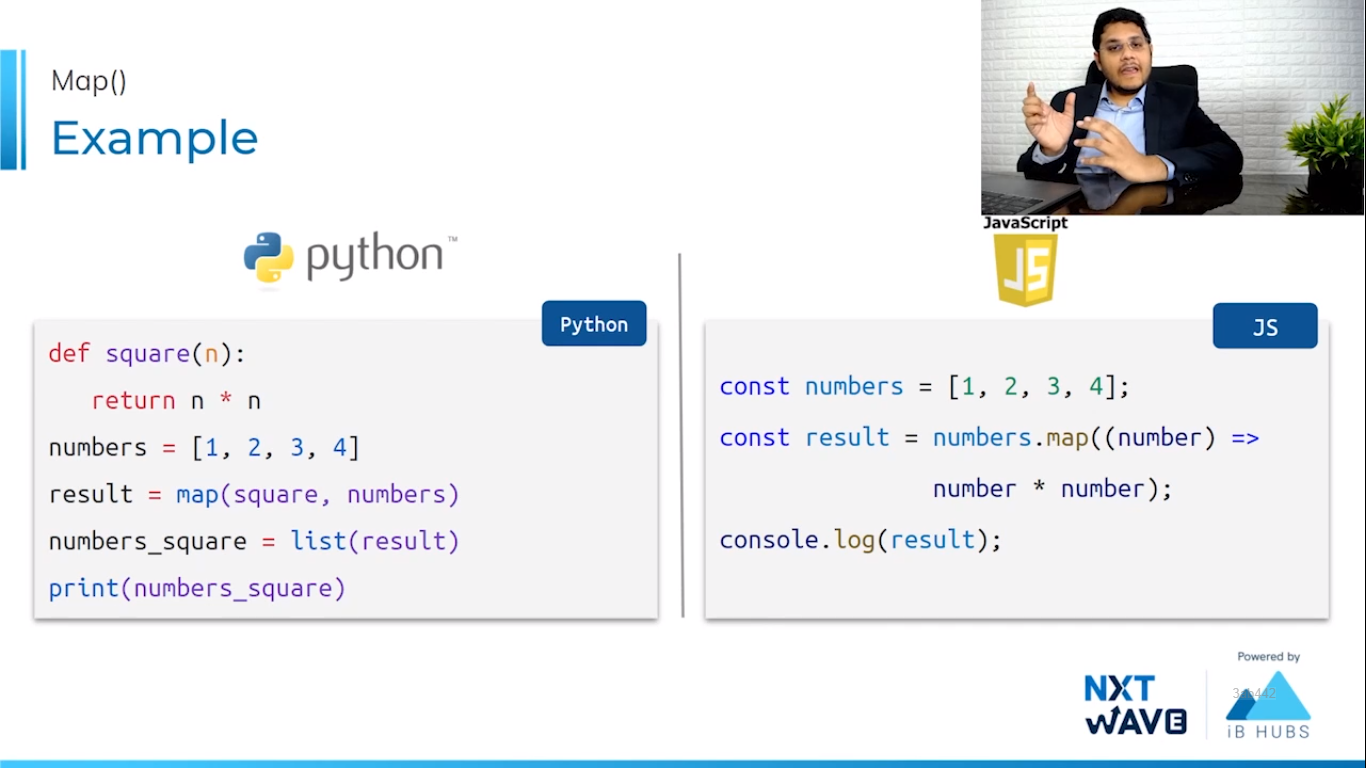 Map()
Example
python™
Python
def square(n):
return n * n
numbers = [1, 2, 3, 4]
result = map(square, numbers)
numbers_square = list(result)
print(numbers_square)
JavaScript
JS
JS
const numbers = [1, 2, 3, 4];
const result = numbers.map((number) =>
number * number);
console.log(result);
NXT
WAVE
Powered by
iB HUBS